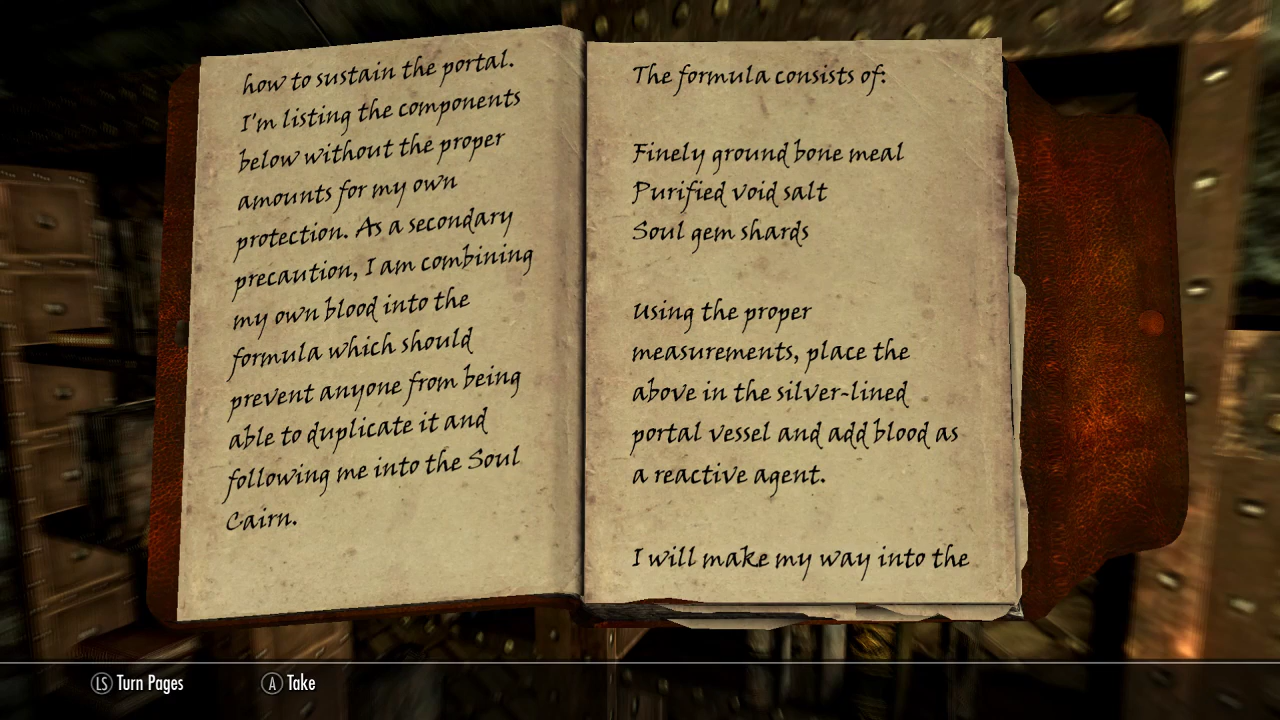 how to sustain the portal.
I'm listing the components
below without the proper
amounts for my own
protection. As a secondary
precaution, I am combining
my own blood into the
formula which should
prevent anyone from being
able to duplicate it and
following me into the Soul
Cairn.
The formula consists of:
Finely ground bone meal
Purified void salt
Soul gem shards
Using the proper
measurements, place the
above in the silver-lined
portal vessel and add blood as
a reactive agent.
I will make my way into the
LS Turn Pages
A Take